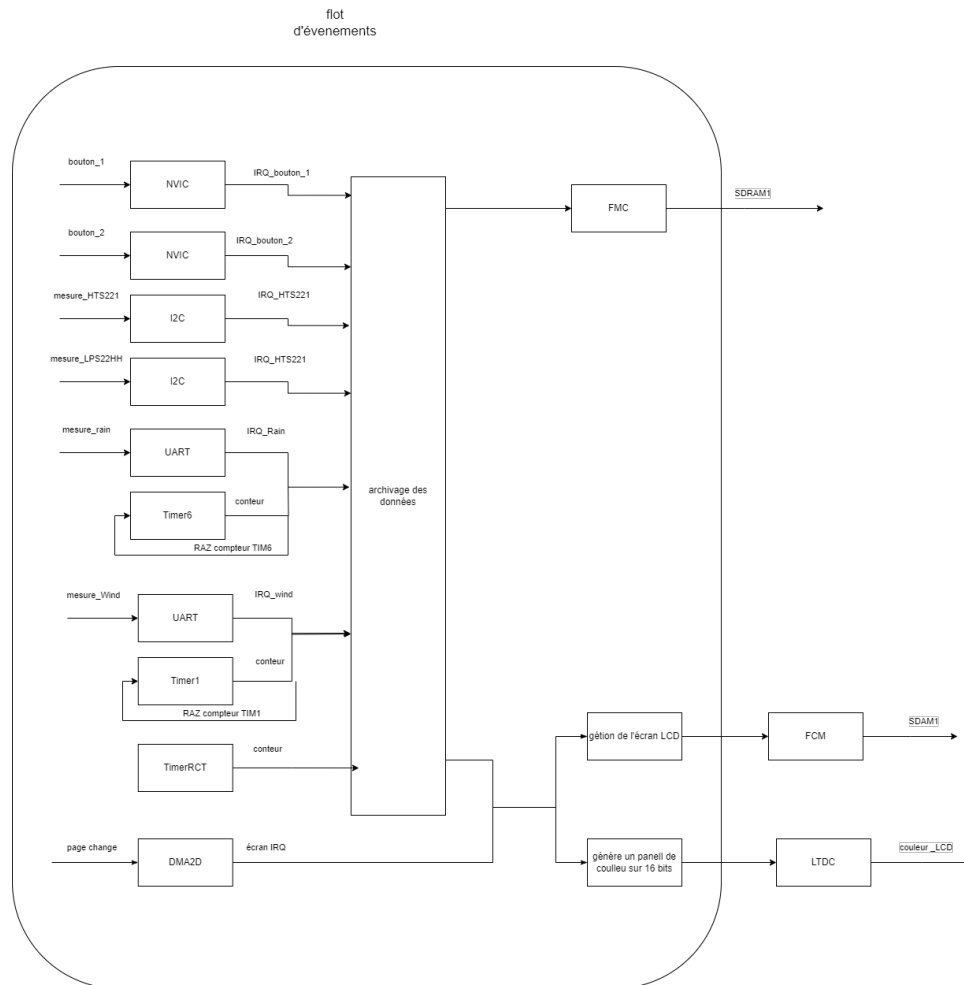 flot
d'évenements
bouton_1
NVIC
IRQ_bouton_1
FMC
SDRAM1
bouton_2
NVIC
IRQ_bouton_2
mesure_HTS221
I2C
IRQ_HTS221
mesure_LPS22HH
I2C
IRQ_HTS221
mesure_rain
UART
IRQ_Rain
archivage des
données
Timer6
conteur
RAZ compteur TIM6
mesure_Wind
UART
IRQ_wind
Timer1
conteur
RAZ compteur TIM1
TimerRCT
conteur
gétion de l'écran LCD
FCM
SDAM1
page change
DMA2D
écran IRQ
génère un panell de
coulleu sur 16 bits
LTDC
couleur _LCD